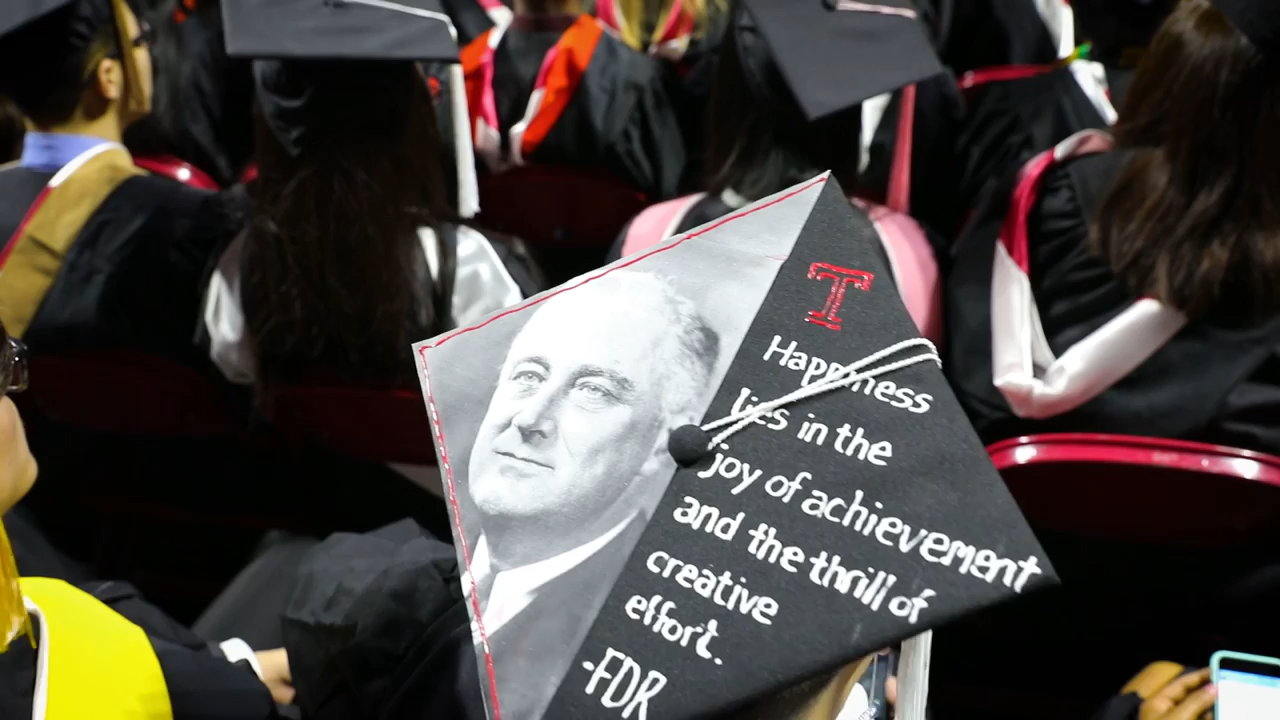 T
Happiness
lies in the
joy of achievement
and the thrill of
creative
effort.
-FDR